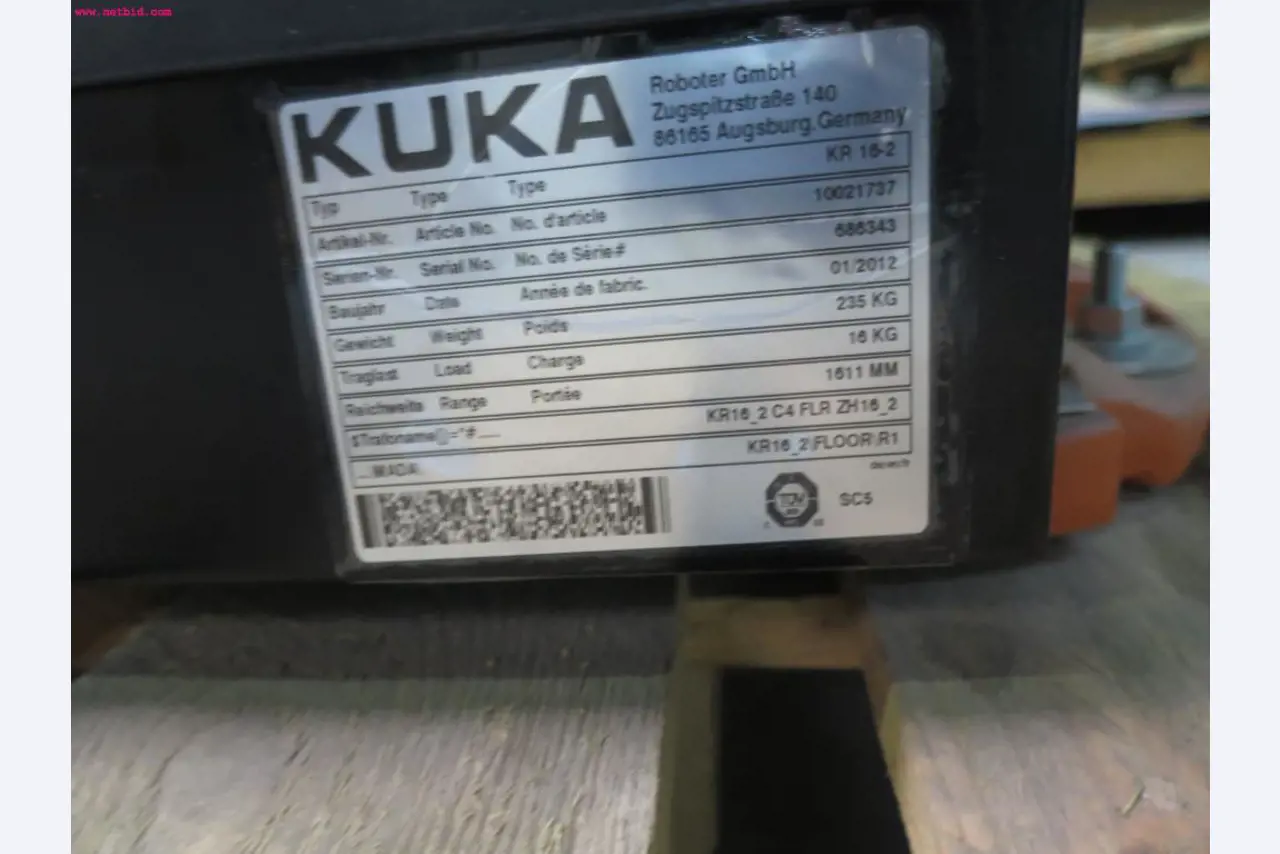 www.netbid.com
KUKA
Roboter GmbH
Zugspitzstraße 140
86165 Augsburg, Germany
Typ Type Type KR 16-2
Artikel-Nr. Article No. No. d'article 10021737
Serien-Nr. Serial No. No. de Série# 686343
Baujahr Date Année de fabric. 01/2012
Gewicht Weight Poids 235 KG
Traglast Load Charge 16 KG
Reichweite Range Portée 1611 MM
$Trafoname[]="#..... KR16_2 C4 FLR ZH16_2
...\MADA\ KR16_2\FLOOR\R1
TÜV
SC5